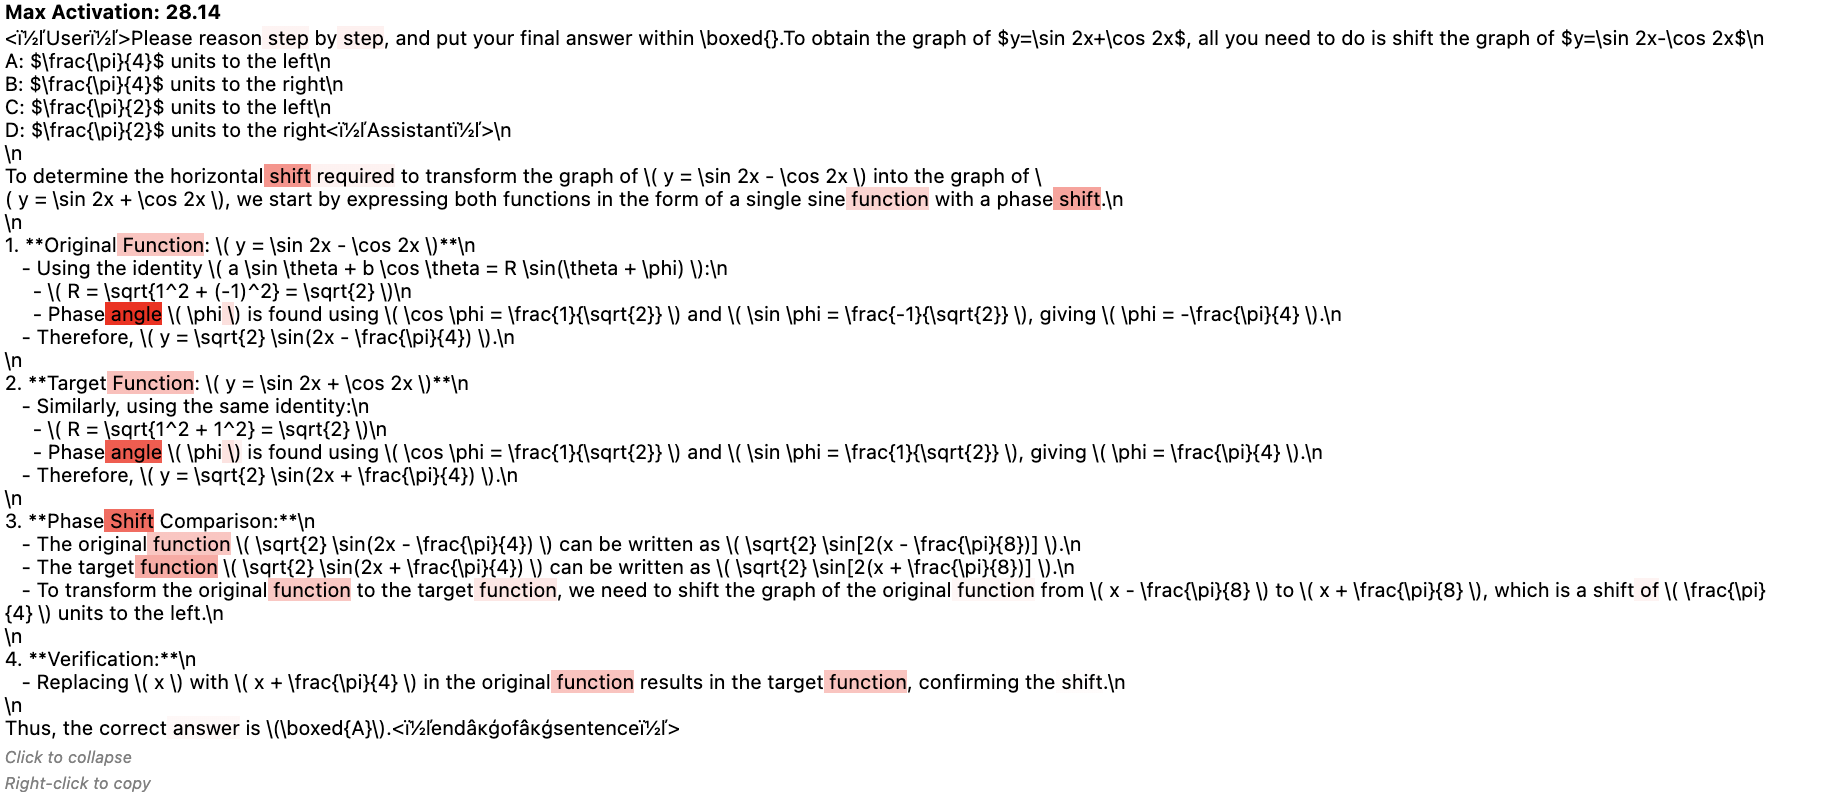 Max Activation: 28.14
<ï½ľUserï½ľ>Please reason step by step, and put your final answer within \boxed{}.To obtain the graph of $y=\sin 2x+\cos 2x$, all you need to do is shift the graph of $y=\sin 2x-\cos 2x$\n
A: $\frac{\pi}{4}$ units to the left\n
B: $\frac{\pi}{4}$ units to the right\n
C: $\frac{\pi}{2}$ units to the left\n
D: $\frac{\pi}{2}$ units to the right<ï½ľAssistantï½ľ>\n
\n
To determine the horizontal shift required to transform the graph of \( y = \sin 2x - \cos 2x \) into the graph of \
( y = \sin 2x + \cos 2x \), we start by expressing both functions in the form of a single sine function with a phase shift.\n
\n
1. **Original Function: \( y = \sin 2x - \cos 2x \)**\n
- Using the identity \( a \sin \theta + b \cos \theta = R \sin(\theta + \phi) \):\n
- \( R = \sqrt{1^2 + (-1)^2} = \sqrt{2} \)\n
- Phase angle \( \phi \) is found using \( \cos \phi = \frac{1}{\sqrt{2}} \) and \( \sin \phi = \frac{-1}{\sqrt{2}} \), giving \( \phi = -\frac{\pi}{4} \).\n
- Therefore, \( y = \sqrt{2} \sin(2x - \frac{\pi}{4}) \).\n
\n
2. **Target Function: \( y = \sin 2x + \cos 2x \)**\n
- Similarly, using the same identity:\n
- \( R = \sqrt{1^2 + 1^2} = \sqrt{2} \)\n
- Phase angle \( \phi \) is found using \( \cos \phi = \frac{1}{\sqrt{2}} \) and \( \sin \phi = \frac{1}{\sqrt{2}} \), giving \( \phi = \frac{\pi}{4} \).\n
- Therefore, \( y = \sqrt{2} \sin(2x + \frac{\pi}{4}) \).\n
\n
3. **Phase Shift Comparison:**\n
- The original function \( \sqrt{2} \sin(2x - \frac{\pi}{4}) \) can be written as \( \sqrt{2} \sin[2(x - \frac{\pi}{8})] \).\n
- The target function \( \sqrt{2} \sin(2x + \frac{\pi}{4}) \) can be written as \( \sqrt{2} \sin[2(x + \frac{\pi}{8})] \).\n
- To transform the original function to the target function, we need to shift the graph of the original function from \( x - \frac{\pi}{8} \) to \( x + \frac{\pi}{8} \), which is a shift of \( \frac{\pi}
{4} \) units to the left.\n
\n
4. **Verification:**\n
- Replacing \( x \) with \( x + \frac{\pi}{4} \) in the original function results in the target function, confirming the shift.\n
\n
Thus, the correct answer is \(\boxed{A}\).<ï½ľendâĸģofâĸģsentenceï½ľ>
Click to collapse
Right-click to copy